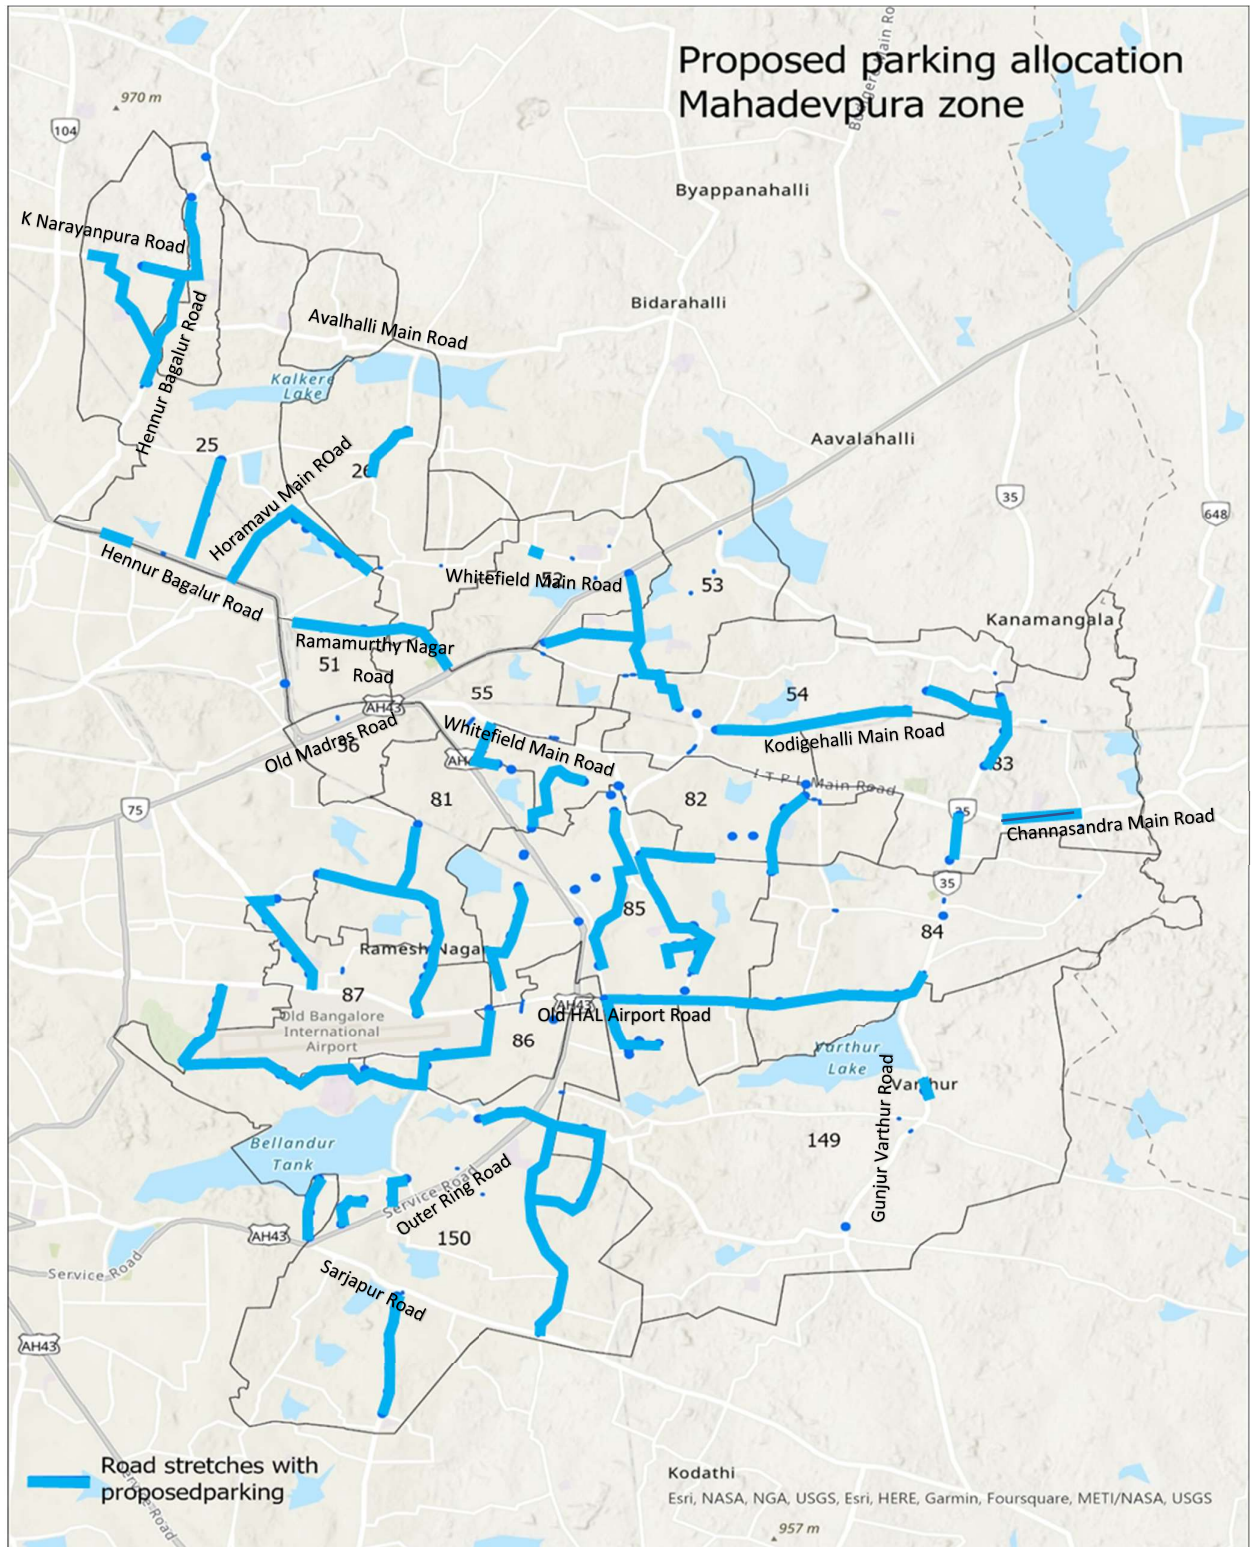 Proposed parking allocation
Mahadevpura zone
970 m
104
Byappanahalli
K Narayanpura Road
Bidarahalli
Avalhalli Main Road
Hennur Bagalur Road
Kalkere
Lake
25
Aavalahalli
26
Horamavu Main ROad
35
648
Hennur Bagalur Road
Whitefield Main Road
53
Kanamangala
Ramamurthy Nagar
Road
51
55
54
AH43
Old Madras Road
56
Whitefield Main Road
Kodigehalli Main Road
83
I T P L Main Road
81
82
75
35
Channasandra Main Road
35
85
84
Ramesh Nagar
87
AH43
Old HAL Airport Road
Old Bangalore
International
Airport
86
Varthur
Lake
Varthur
Gunjur Varthur Road
149
Bellandur
Tank
Service Road
Outer Ring Road
AH43
150
Service Road
Sarjapur Road
AH43
Road stretches with
proposedparking
Service Road
Kodathi
Esri, NASA, NGA, USGS, Esri, HERE, Garmin, Foursquare, METI/NASA, USGS
957 m